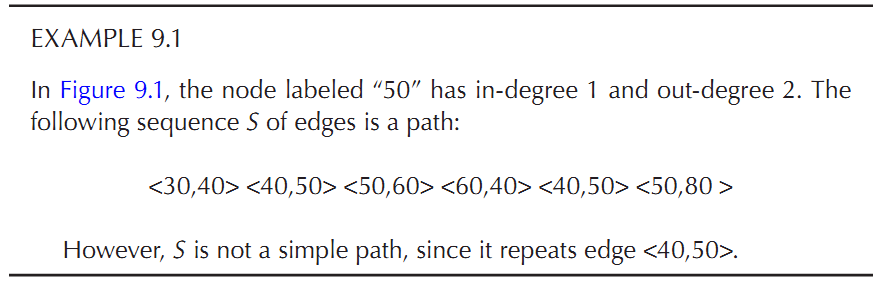 EXAMPLE 9.1
In Figure 9.1, the node labeled “50” has in-degree 1 and out-degree 2. The
following sequence S of edges is a path:
<30,40> <40,50> <50,60> <60,40> <40,50> <50,80 >
However, S is not a simple path, since it repeats edge <40,50>.